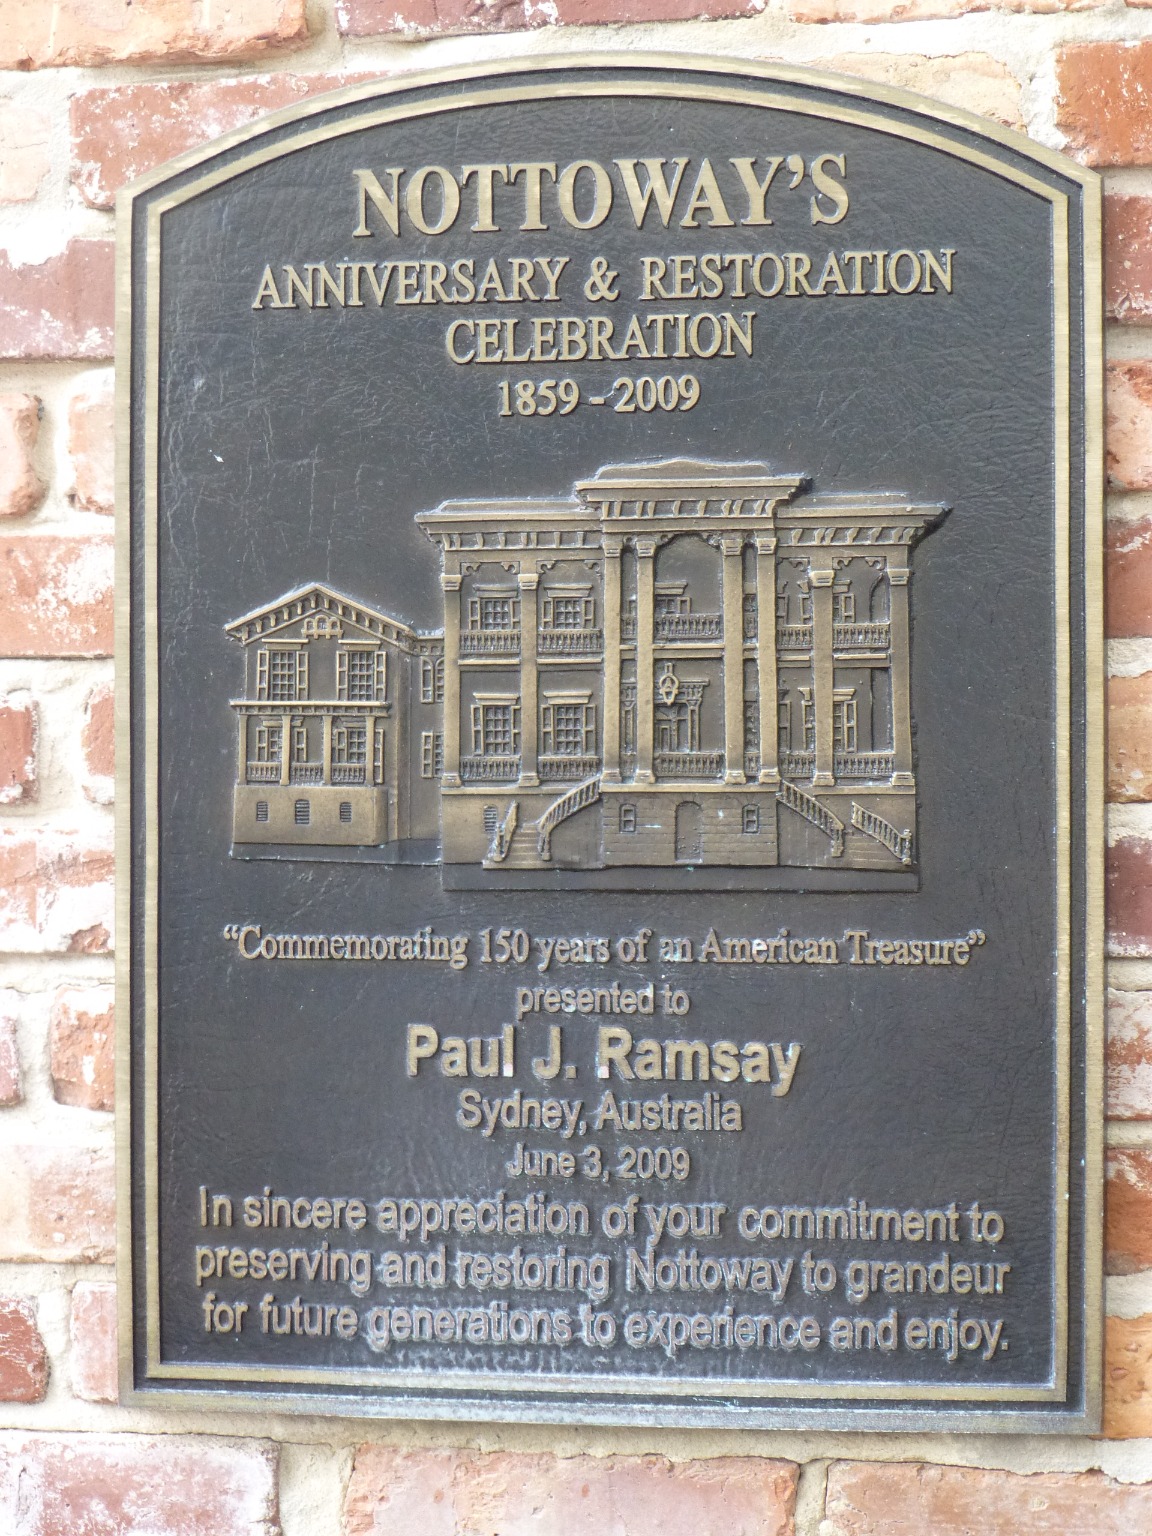 NOTTOWAY'S
ANNIVERSARY & RESTORATION
CELEBRATION
1859 - 2009
“Commemorating 150 years of an American Treasure”
presented to
Paul J. Ramsay
Sydney, Australia
June 3, 2009
In sincere appreciation of your commitment to
preserving and restoring Nottoway to grandeur
for future generations to experience and enjoy.